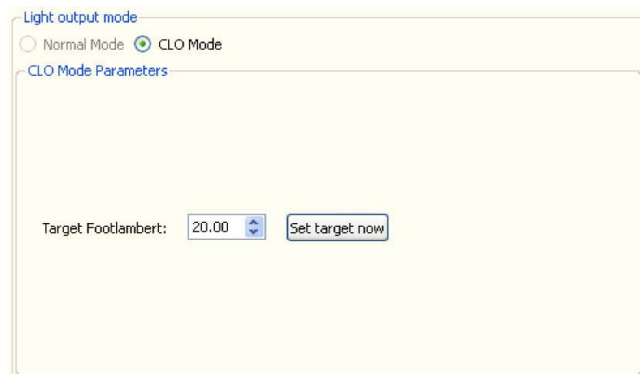 Light output mode
Normal Mode CLO Mode
CLO Mode Parameters
Target Footlambert: 20.00 Set target now